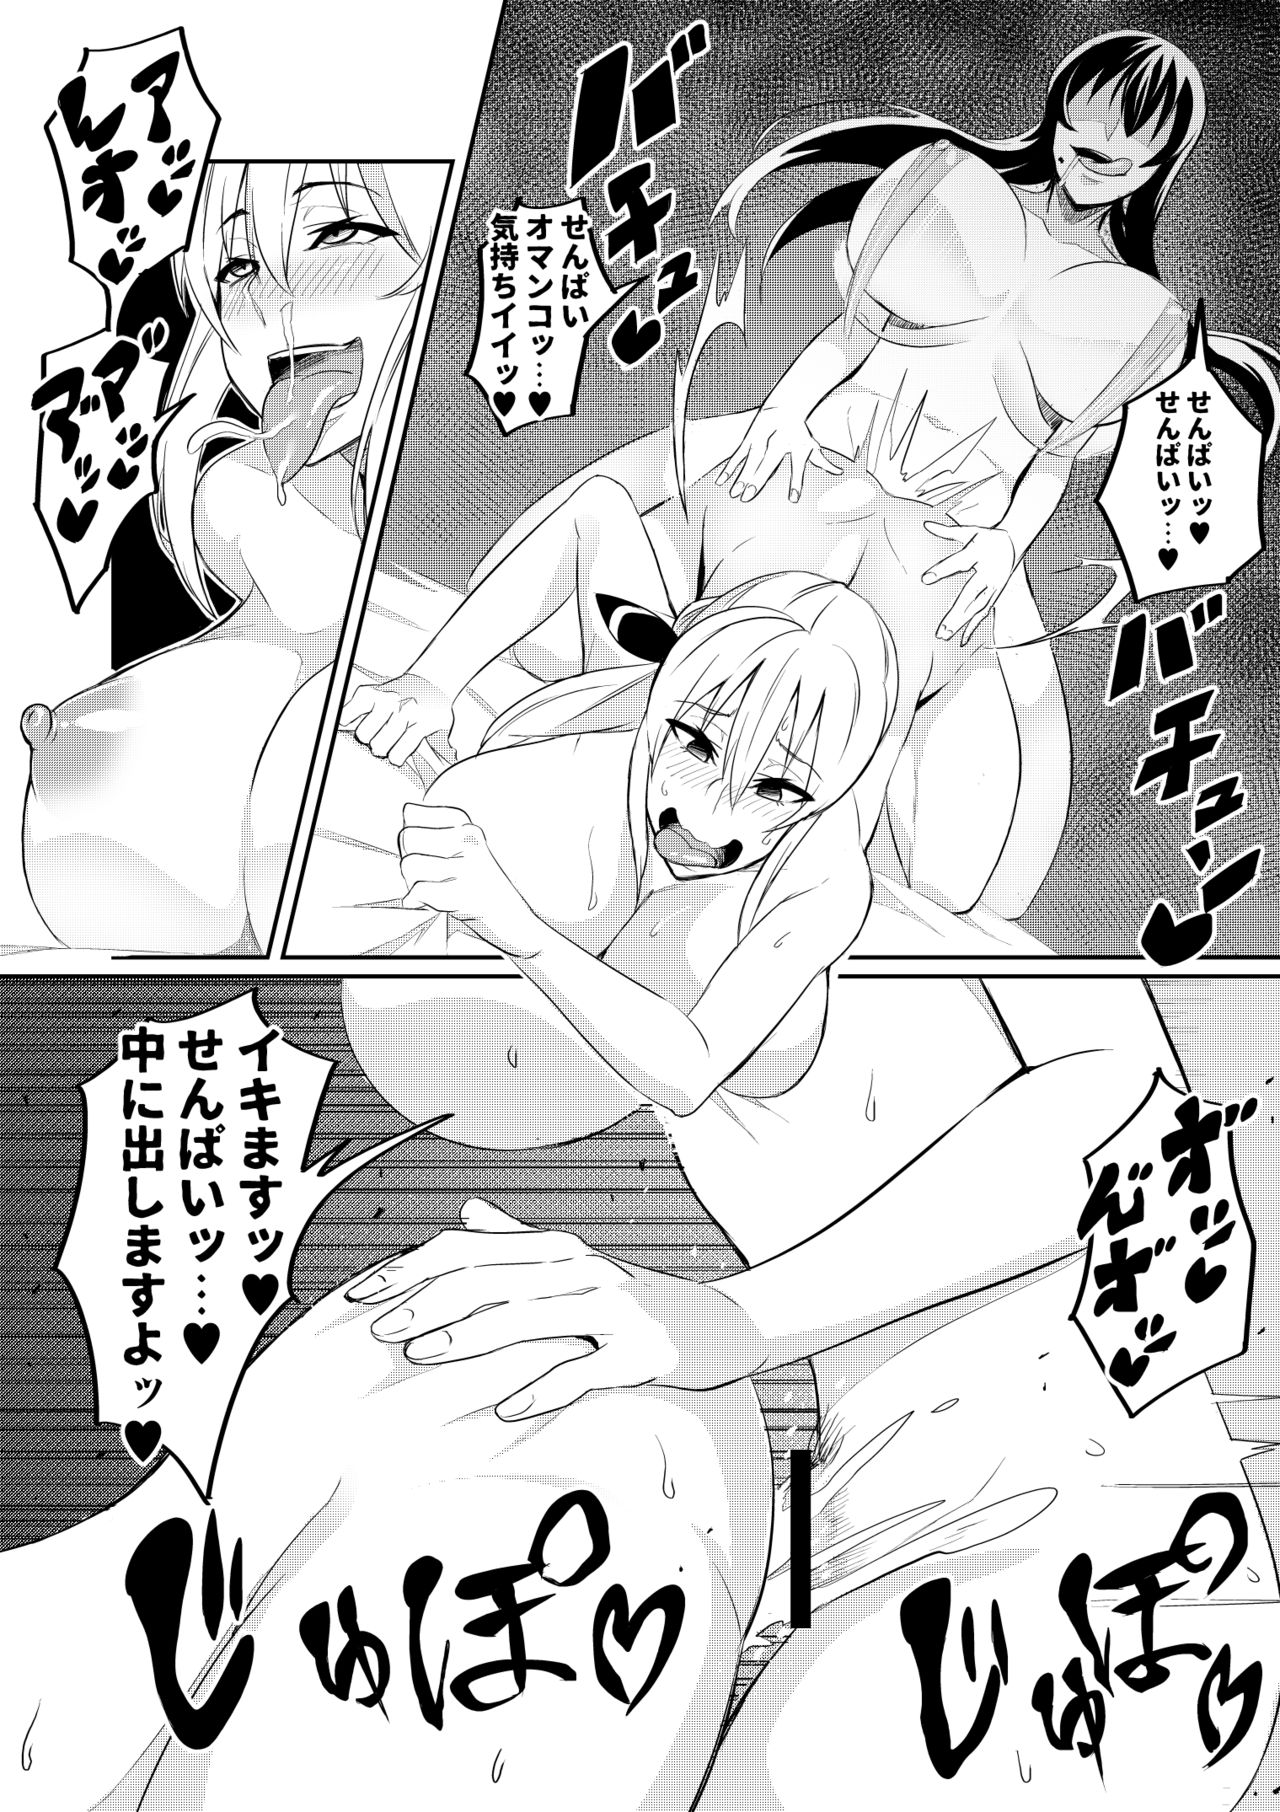 せんぱいッ♥
せんぱいッ…♥
バチュン♥
バチュ♥
せんぱい
オマンコッ…♥
気持ちイイッ♥
イキますッ♥
せんぱいッ…♥
中に出しますよッ♥
じゅぽ♡
じゅぽ♡